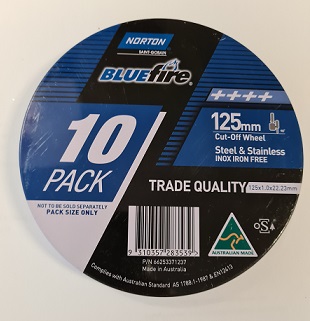 NORTON
SAINT-GOBAIN
BLUEfire
++++
10
PACK
125mm
Cut-Off Wheel
Steel & Stainless
INOX IRON FREE
TRADE QUALITY
125x1.0x22.23mm
NOT TO BE SOLD SEPARATELY
PACK SIZE ONLY
9310357283539
P/N 66253371237
Made in Australia
AUSTRALIAN MADE
Complies with Australian Standard AS 1788.1-1987 & EN12413